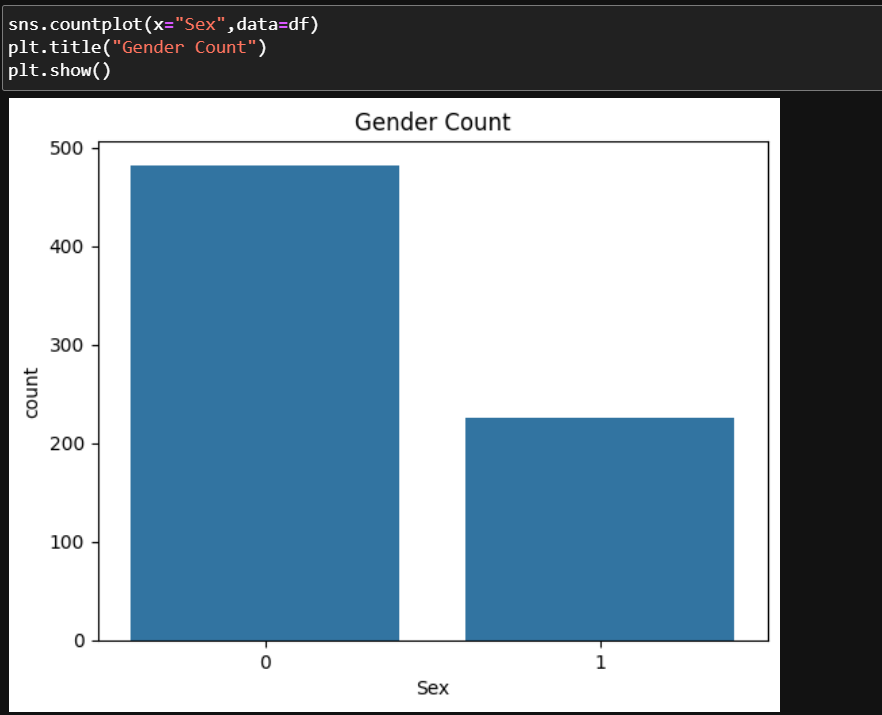 sns.countplot(x="Sex",data=df)
plt.title("Gender Count")
plt.show()
Gender Count
500
400
300
200
100
0
count
0 1
Sex